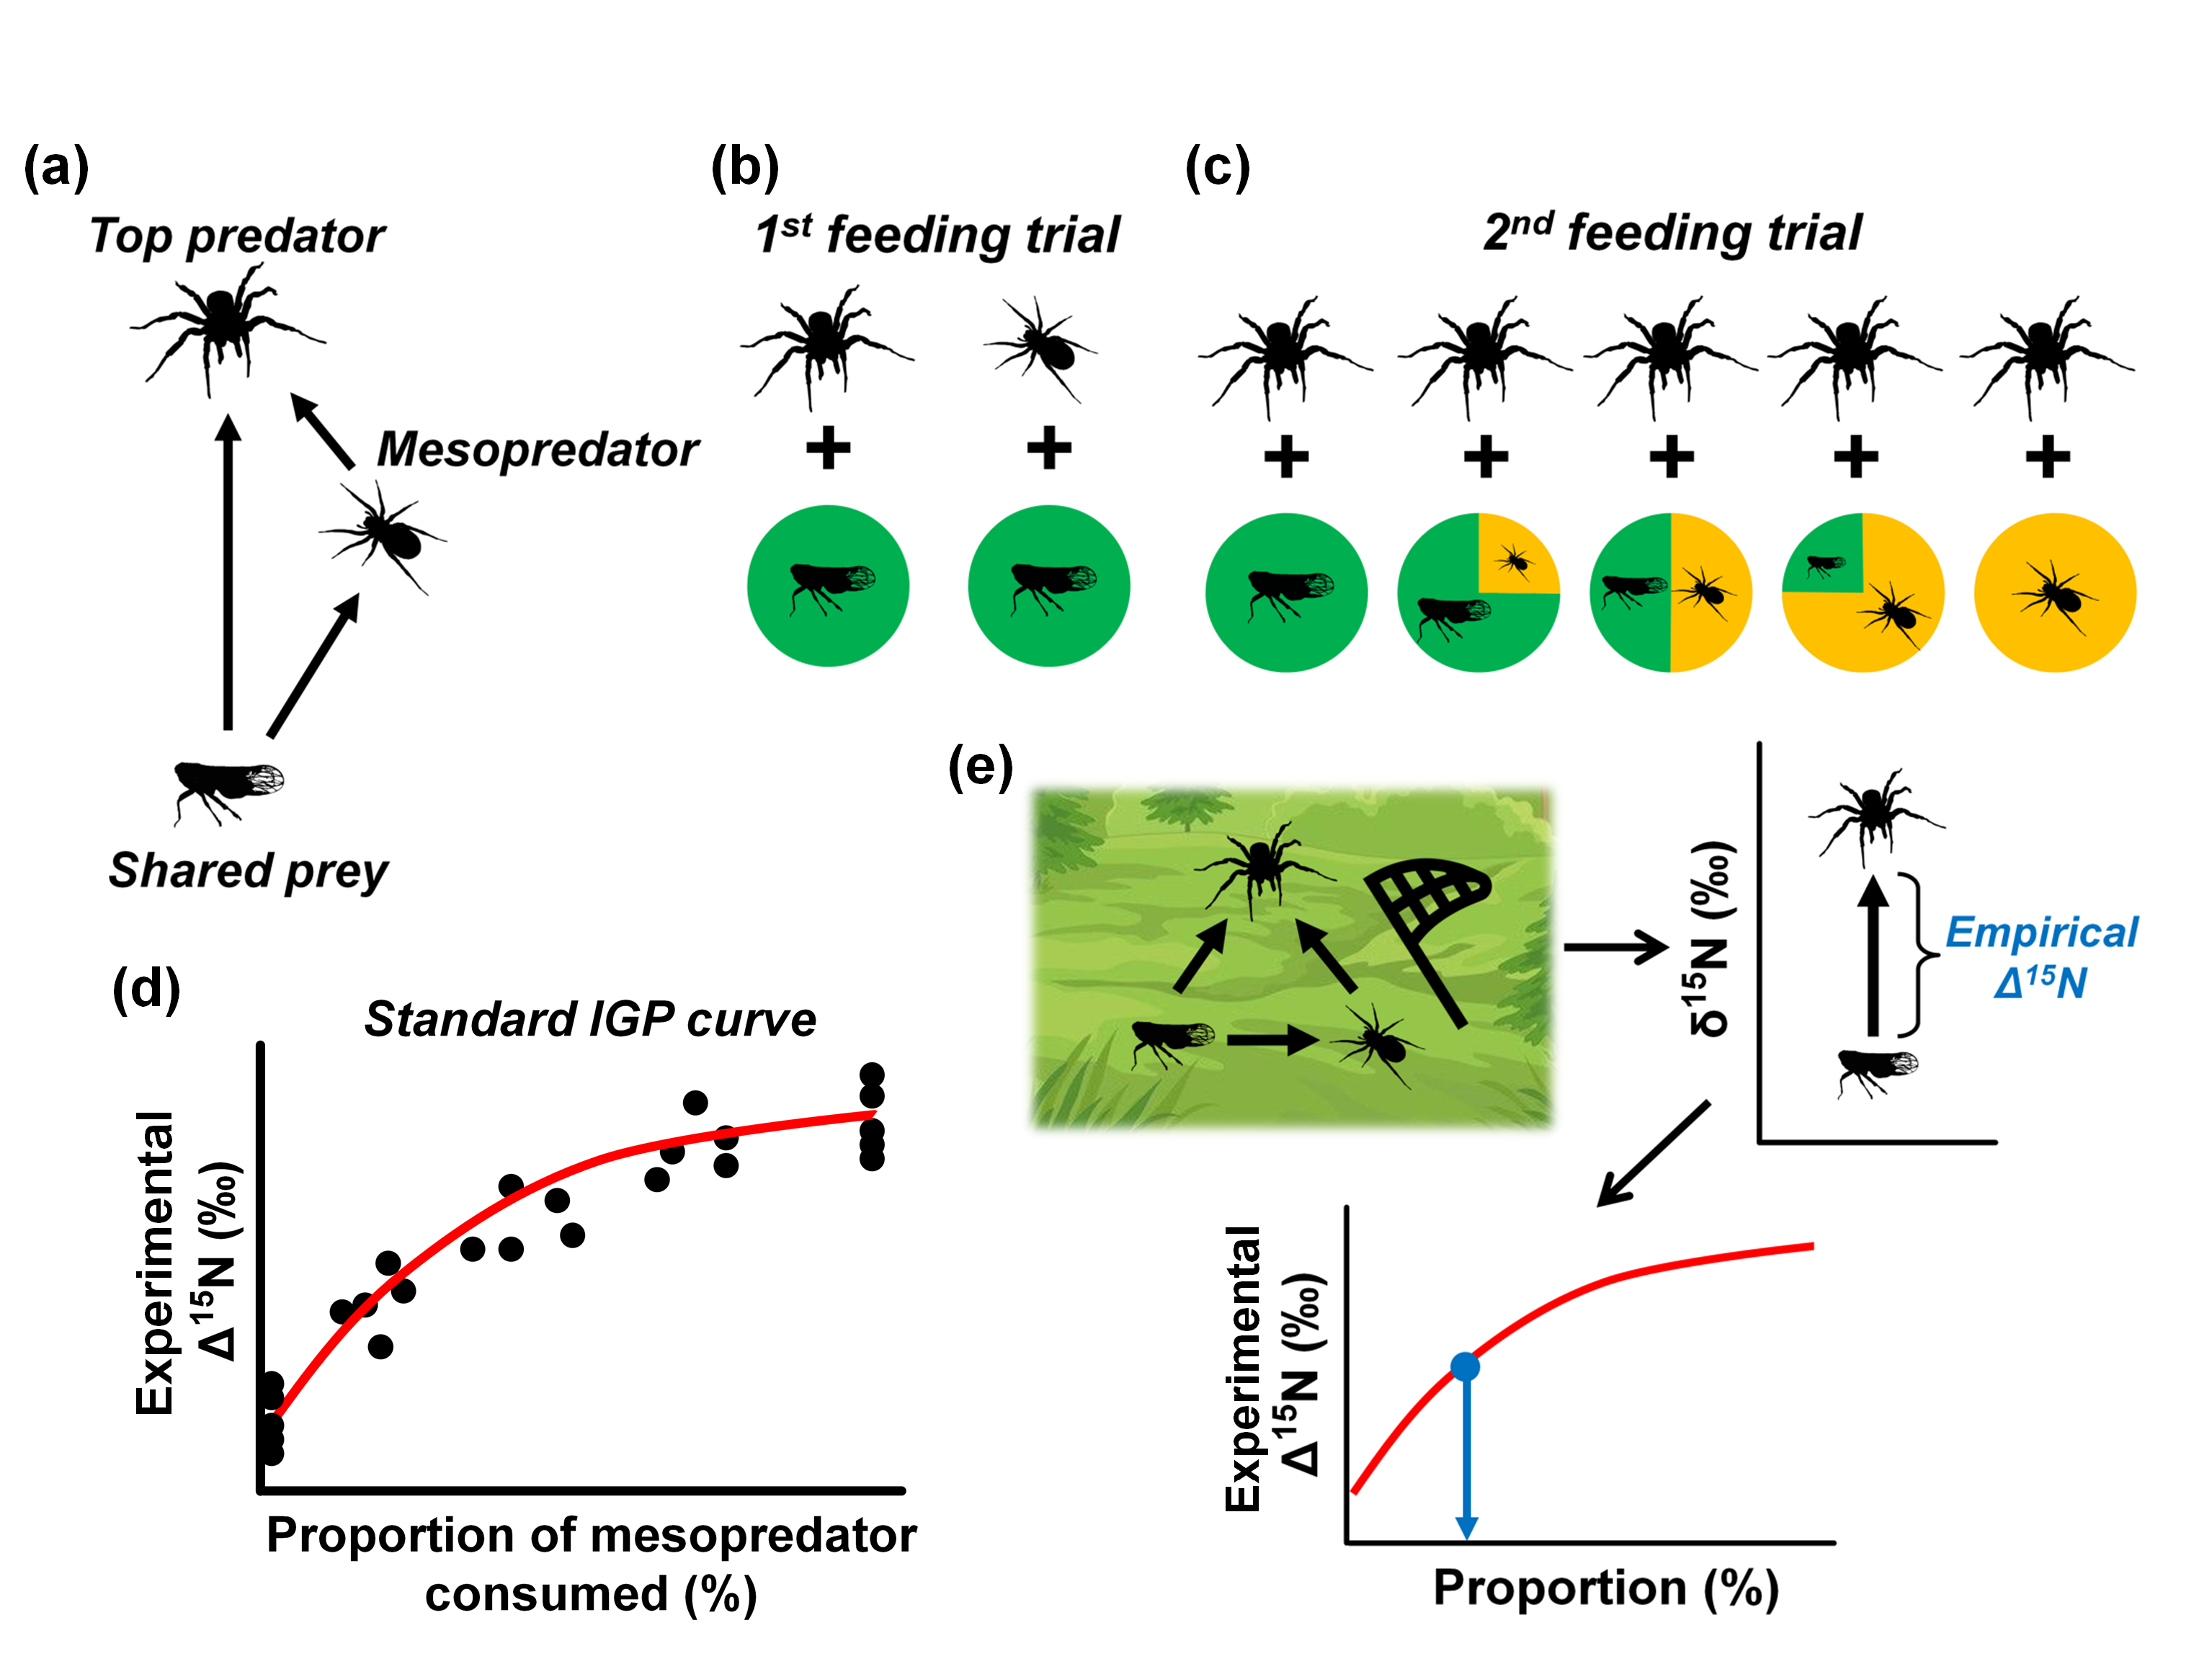 (a)
Top predator
Mesopredator
Shared prey
(b)
1st feeding trial
+ +
(c)
2nd feeding trial
+ + + + +
(d)
Standard IGP curve
Experimental
Δ15N (‰)
Proportion of mesopredator
consumed (%)
(e)
δ15N (‰)
Empirical
Δ15N
Experimental
Δ15N (‰)
Proportion (%)